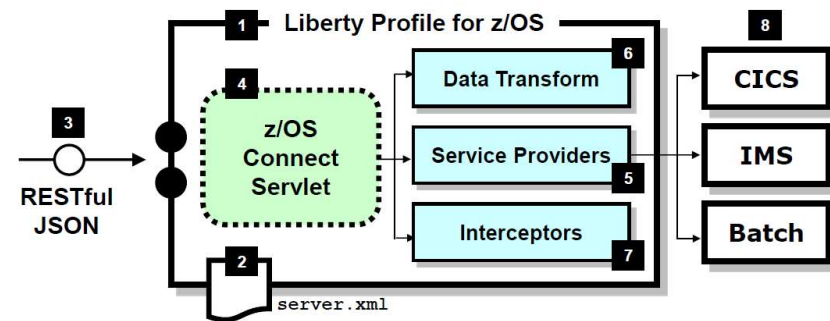 1
Liberty Profile for z/OS
8
6
Data Transform
CICS
4
3
z/OS
Connect
Servlet
Service Providers
5
IMS
RESTful
JSON
Interceptors
7
Batch
2
server.xml